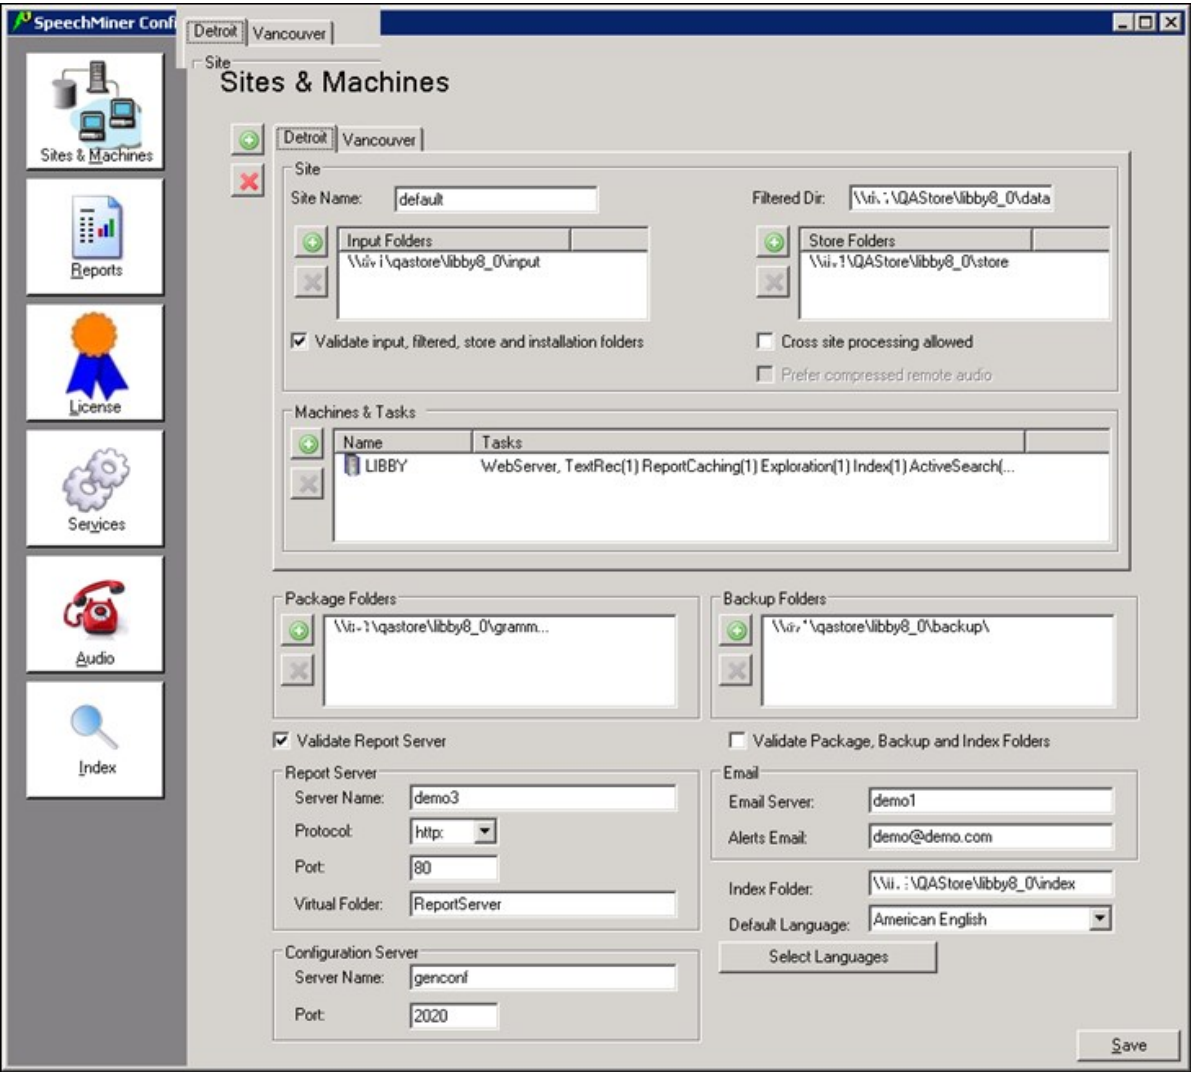 SpeechMiner Confi
Detroit Vancouver
Site
Sites & Machines
Sites & Machines
Reports
License
Services
Audio
Index
Detroit Vancouver
Site
Site Name: default
Filtered Dir: \QAStore\libby8_0\data
Input Folders
\qastore\libby8_0\input
Store Folders
\QAStore\libby8_0\store
Validate input, filtered, store and installation folders
Cross site processing allowed
Prefer compressed remote audio
Machines & Tasks
Name Tasks
LIBBY WebServer, TextRec(1) ReportCaching(1) Exploration(1) Index(1) ActiveSearch(...
Package Folders
\qastore\libby8_0\gramm...
Backup Folders
\qastore\libby8_0\backup\
Validate Report Server
Validate Package, Backup and Index Folders
Report Server
Server Name: demo3
Protocol: http:
Port: 80
Virtual Folder: ReportServer
Email
Email Server: demo1
Alerts Email: demo@demo.com
Index Folder: \QAStore\libby8_0\index
Default Language: American English
Select Languages
Configuration Server
Server Name: genconf
Port: 2020
Save